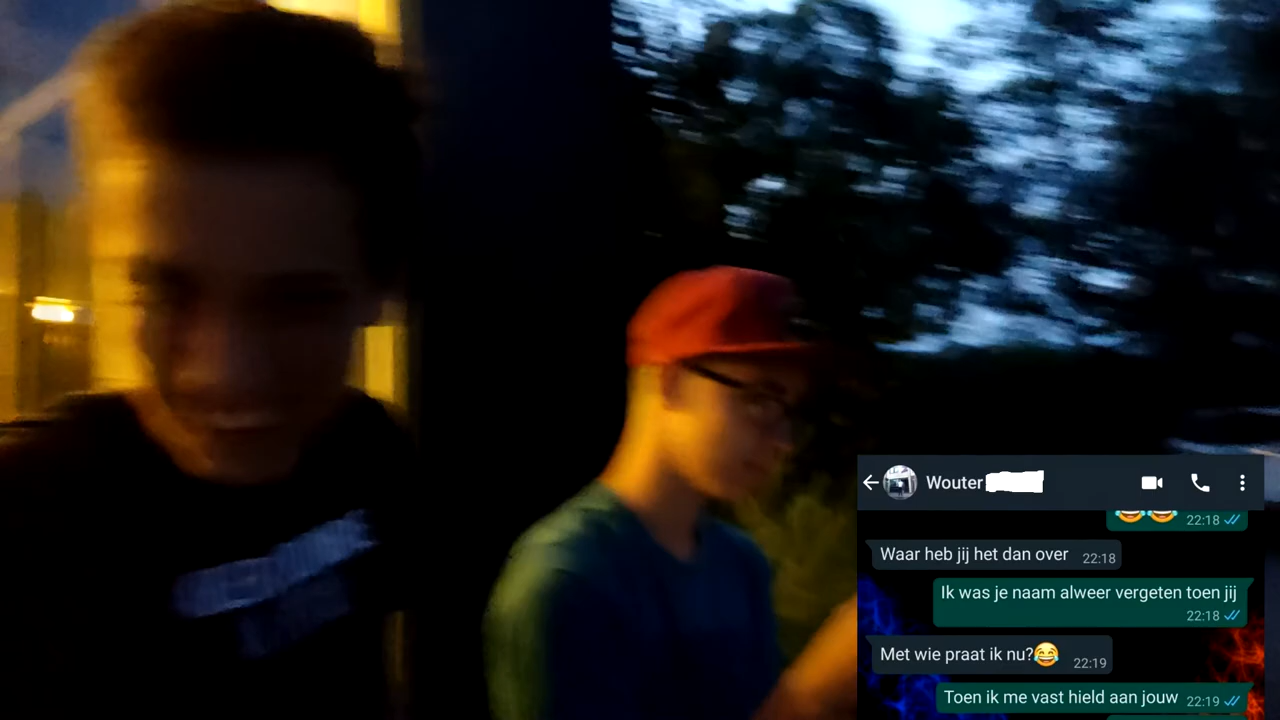 Wouter
😂😂 22:18
Waar heb jij het dan over 22:18
Ik was je naam alweer vergeten toen jij
22:18
Met wie praat ik nu?😂 22:19
Toen ik me vast hield aan jouw 22:19